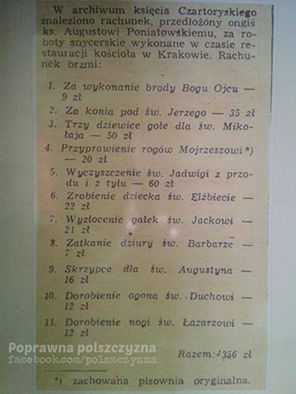 W archiwum księcia Czartoryskiego
znaleziono rachunek, przedłożony ongiś
ks. Augustowi Poniatowskiemu, za ro-
boty snycerskie wykonane w czasie re-
stauracji kościoła w Krakowie. Rachu-
nek brzmi:
1. Za wykonanie brody Bogu Ojcu —
9 zł
2. Za konia pod św. Jerzego — 35 zł
3. Trzy dziewice gołe dla św. Miko-
łaja — 50 zł
4. Przyprawienie rogów Mojrzeszowi*)
— 20 zł
5. Wyczyszczenie św. Jadwigi z przo-
du i z tyłu — 60 zł
6. Zrobienie dziecka św. Elżbiecie —
22 zł
7. Wyzłocenie gałek św. Jackowi —
21 zł
8. Zatkanie dziury św. Barbarze —
7 zł
9. Skrzypce dla św. Augustyna —
16 zł
10. Dorobienie ogona św. Duchowi —
12 zł
11. Dorobienie nogi św. Łazarzowi —
12 zł
Razem: 356 zł
*) zachowana pisownia oryginalna.
Poprawna polszczyzna
facebook.com/polszczyzna